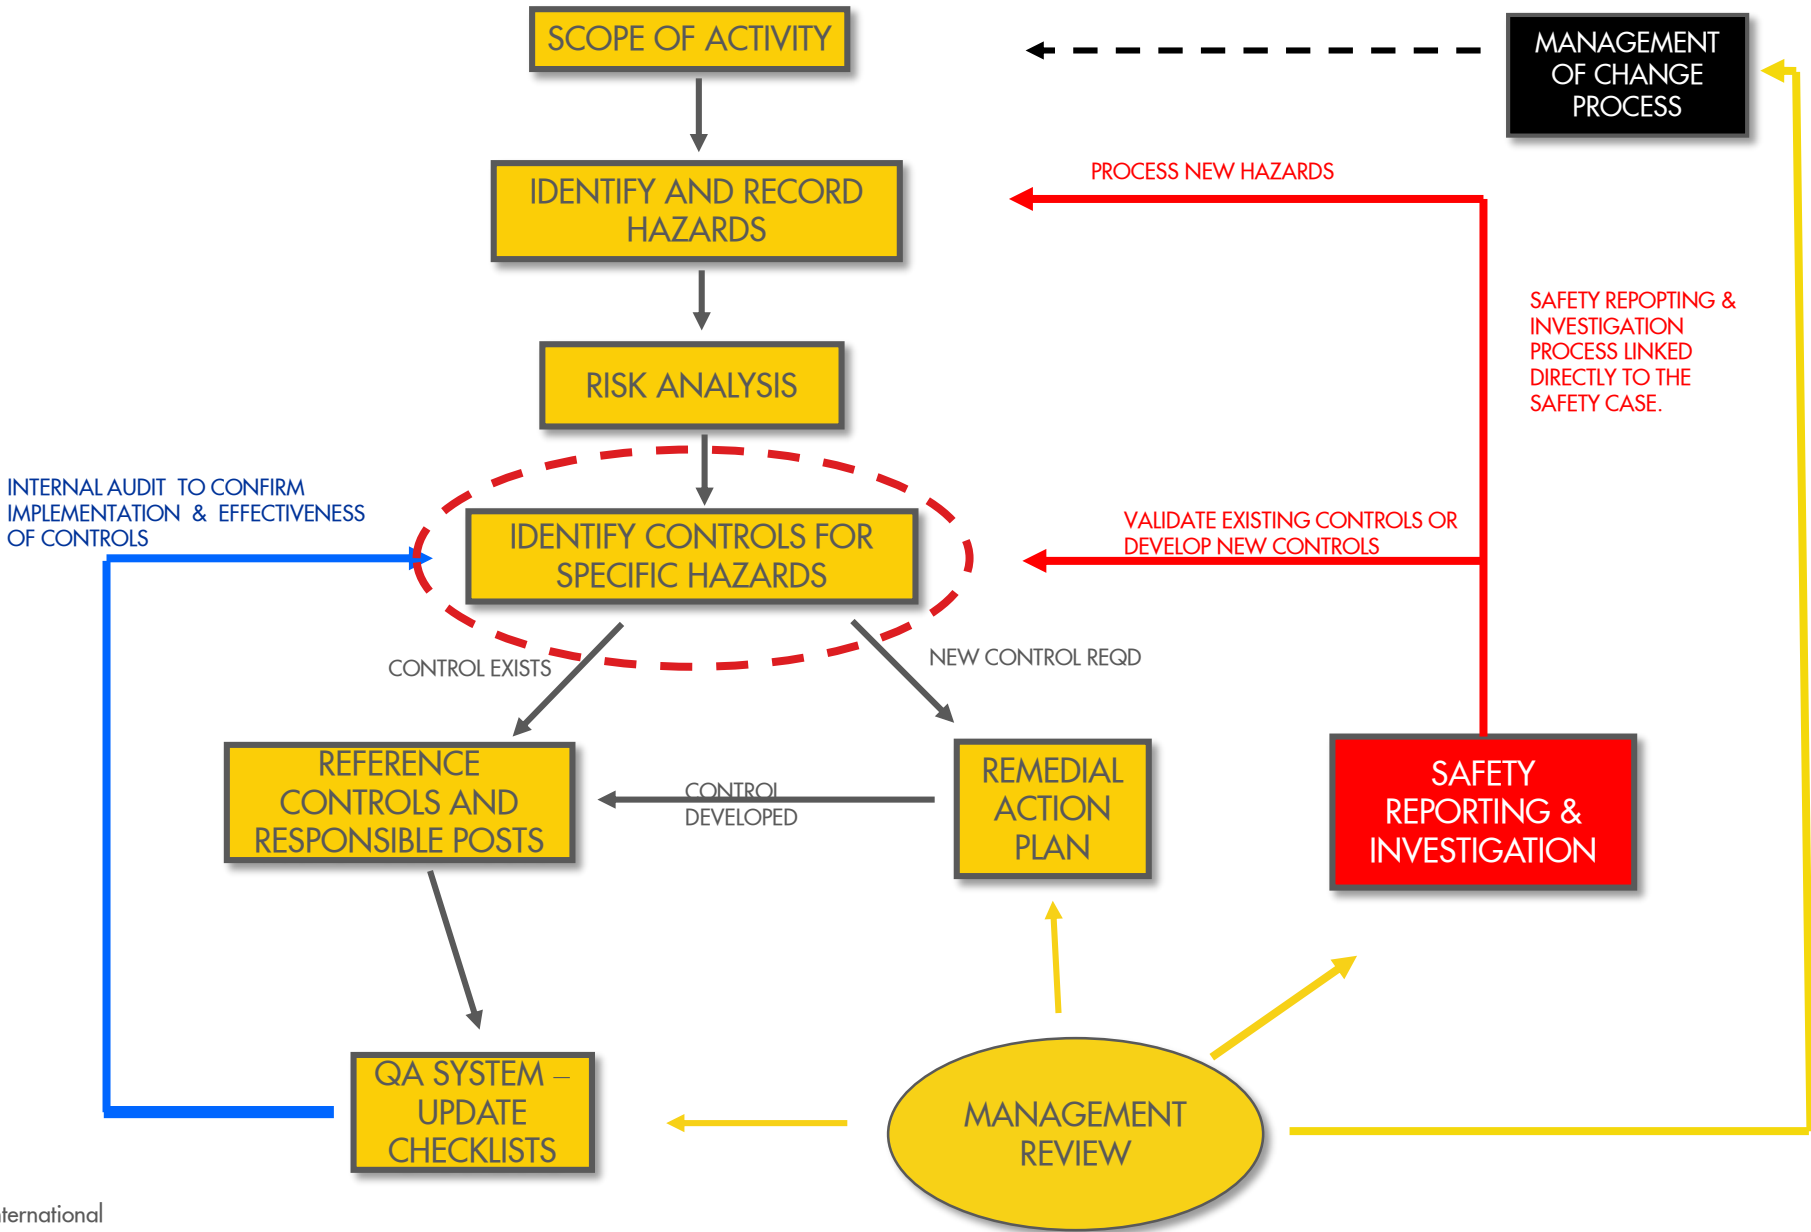 SCOPE OF ACTIVITY
MANAGEMENT
OF CHANGE
PROCESS
IDENTIFY AND RECORD
HAZARDS
PROCESS NEW HAZARDS
SAFETY REPOPTING &
INVESTIGATION
PROCESS LINKED
DIRECTLY TO THE
SAFETY CASE.
RISK ANALYSIS
INTERNAL AUDIT TO CONFIRM
IMPLEMENTATION & EFFECTIVENESS
OF CONTROLS
IDENTIFY CONTROLS FOR
SPECIFIC HAZARDS
VALIDATE EXISTING CONTROLS OR
DEVELOP NEW CONTROLS
CONTROL EXISTS
NEW CONTROL REQD
REFERENCE
CONTROLS AND
RESPONSIBLE POSTS
CONTROL
DEVELOPED
REMEDIAL
ACTION
PLAN
SAFETY
REPORTING &
INVESTIGATION
QA SYSTEM –
UPDATE
CHECKLISTS
MANAGEMENT
REVIEW
nternational